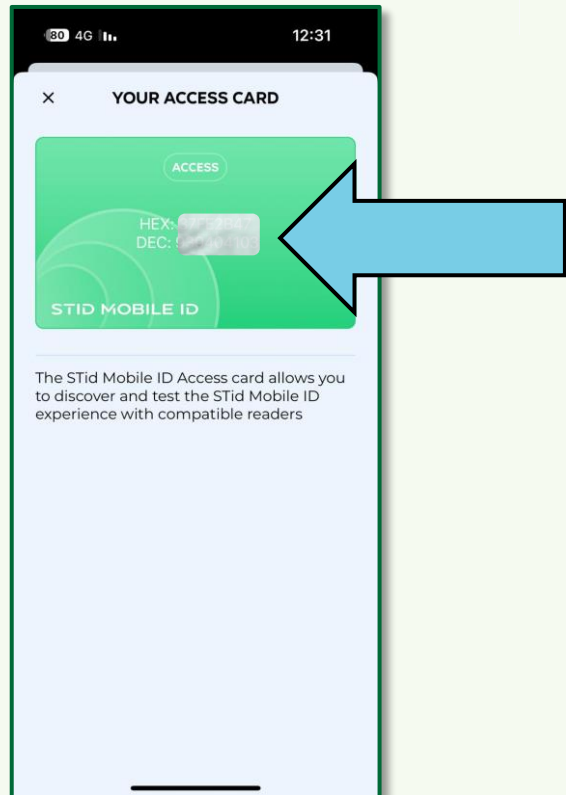 80 4G 12:31
× YOUR ACCESS CARD
ACCESS
HEX:
DEC:
STID MOBILE ID
The STid Mobile ID Access card allows you
to discover and test the STid Mobile ID
experience with compatible readers